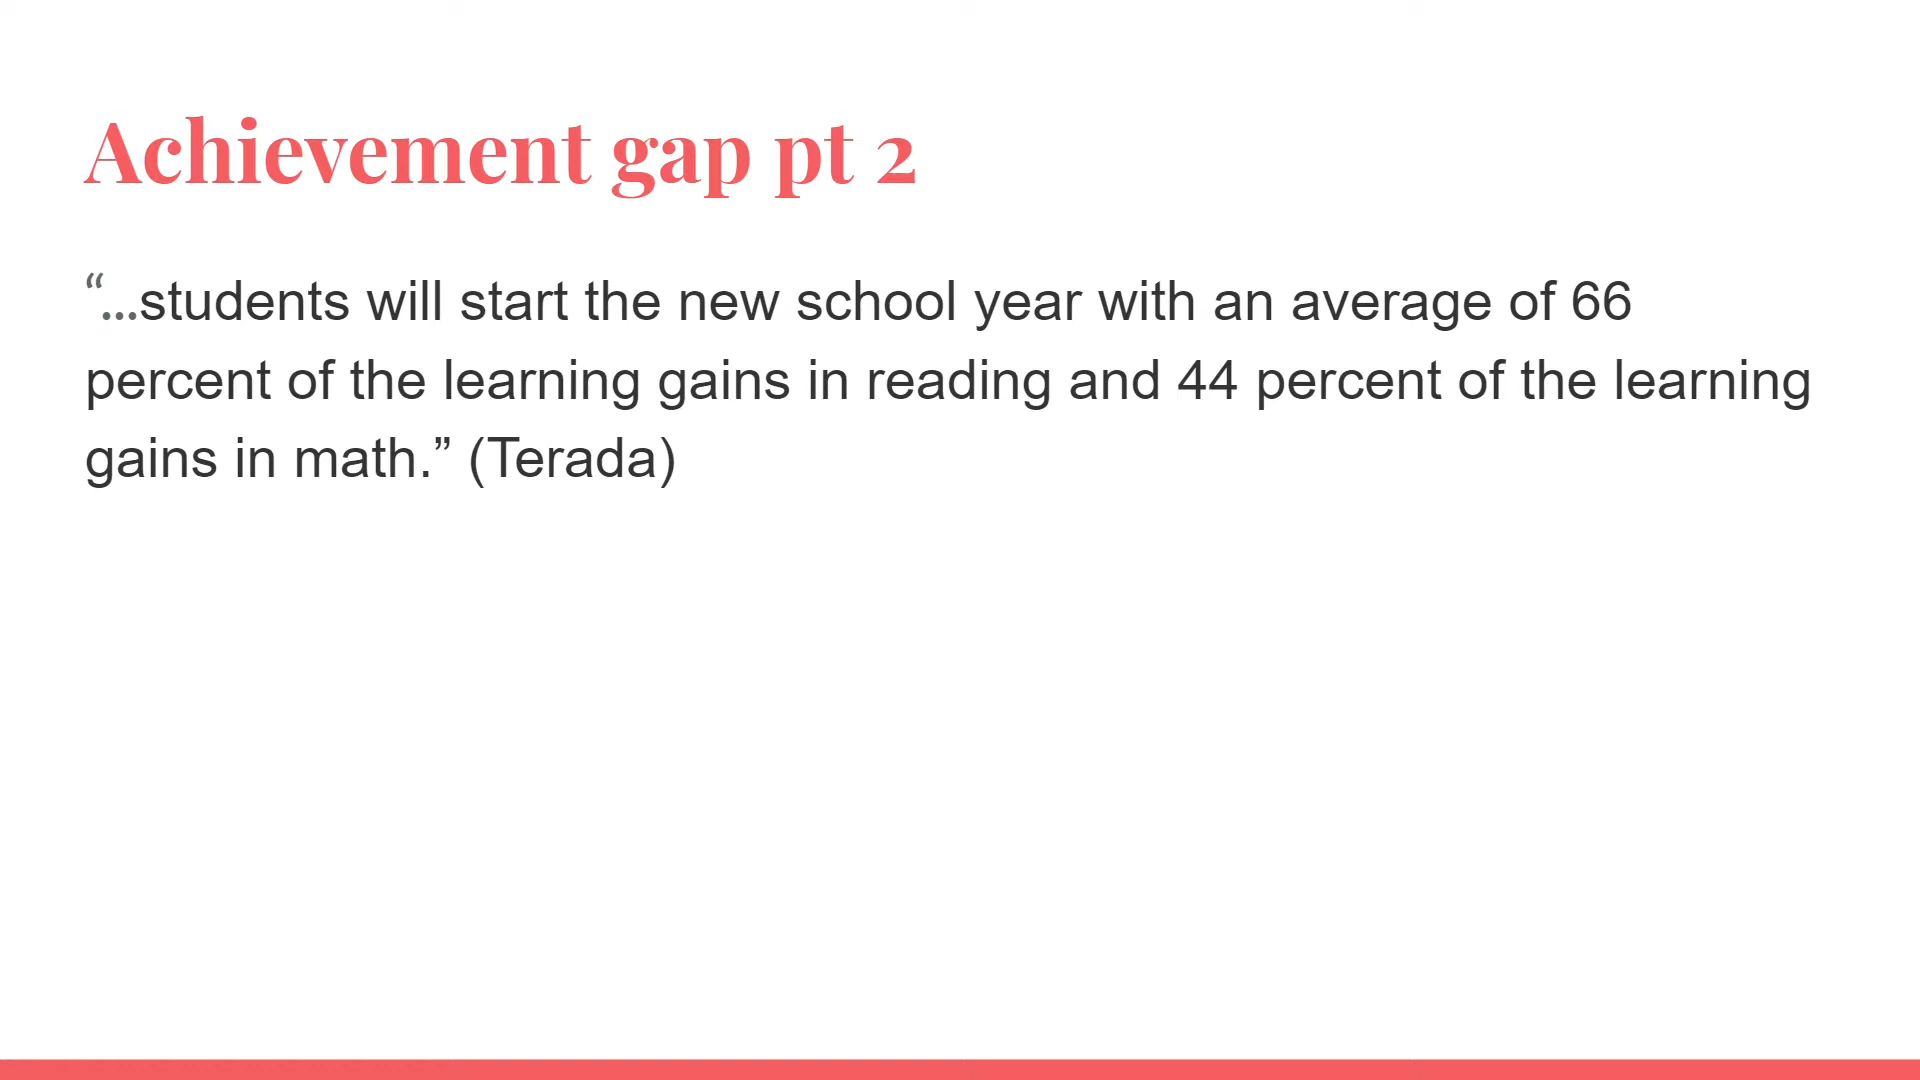 Achievement gap pt 2
“...students will start the new school year with an average of 66
percent of the learning gains in reading and 44 percent of the learning
gains in math.” (Terada)